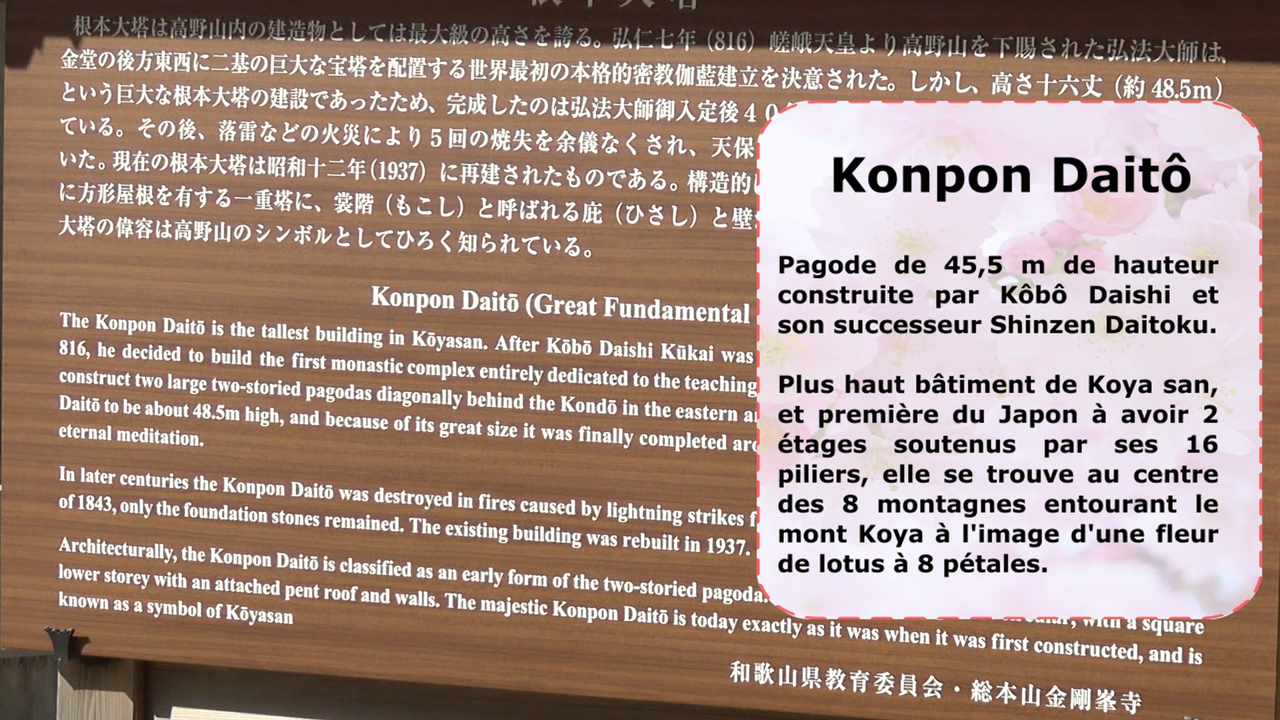 根本大塔
根本大塔は高野山内の建造物としては最大級の高さを誇る。弘仁七年（816）嵯峨天皇より高野山を下賜された弘法大師は、
金堂の後方東西に二基の巨大な宝塔を配置する世界最初の本格的密教伽藍建立を決意された。しかし、高さ十六丈（約 48.5m）
という巨大な根本大塔の建設であったため、完成したのは弘法大師御入定後４０
ている。その後、落雷などの火災により５回の焼失を余儀なくされ、天保
いた。現在の根本大塔は昭和十二年（1937）に再建されたものである。構造的に
に方形屋根を有する一重塔に、裳階（もこし）と呼ばれる庇（ひさし）と壁
大塔の偉容は高野山のシンボルとしてひろく知られている。
Konpon Daitō (Great Fundamental
The Konpon Daitō is the tallest building in Kōyasan. After Kōbō Daishi Kūkai was
816, he decided to build the first monastic complex entirely dedicated to the teaching
construct two large two-storied pagodas diagonally behind the Kondō in the eastern
Daitō to be about 48.5m high, and because of its great size it was finally completed
eternal meditation.
In later centuries the Konpon Daitō was destroyed in fires caused by lightning strikes
of 1843, only the foundation stones remained. The existing building was rebuilt in 1937.
Architecturally, the Konpon Daitō is classified as an early form of the two-storied pagoda.
circular, with a square
lower storey with an attached pent roof and walls. The majestic Konpon Daitō is today exactly as it was when it was first constructed, and is
known as a symbol of Kōyasan
和歌山県教育委員会・総本山金剛峯寺
Konpon Daitô
Pagode de 45,5 m de hauteur
construite par Kôbô Daishi et
son successeur Shinzen Daitoku.
Plus haut bâtiment de Koya san,
et première du Japon à avoir 2
étages soutenus par ses 16
piliers, elle se trouve au centre
des 8 montagnes entourant le
mont Koya à l'image d'une fleur
de lotus à 8 pétales.